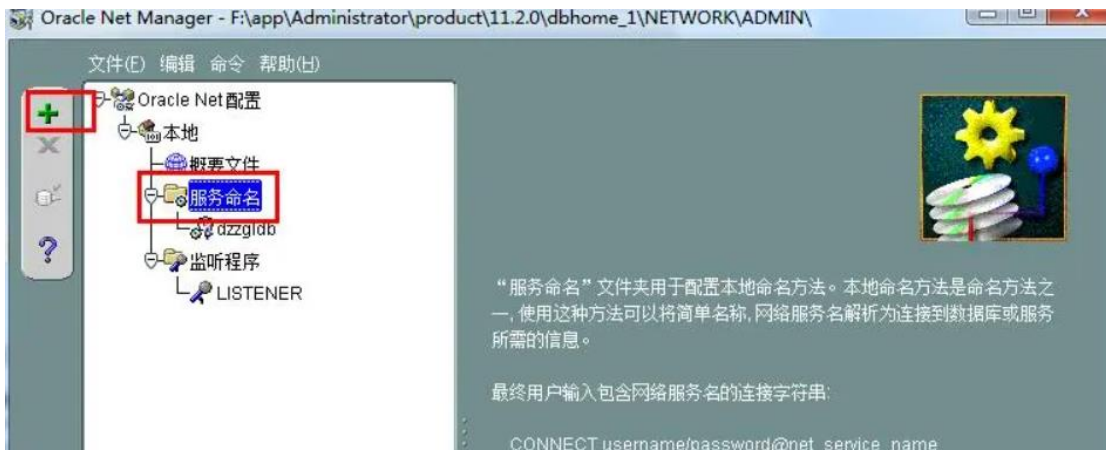 Oracle Net Manager - F:\app\Administrator\product\11.2.0\dbhome_1\NETWORK\ADMIN\
文件(F) 编辑 命令 帮助(H)
Oracle Net 配置
本地
概要文件
服务命名
dzzgldb
监听程序
LISTENER
“服务命名”文件夹用于配置本地命名方法。本地命名方法是命名方法之
一, 使用这种方法可以将简单名称, 网络服务名解析为连接到数据库或服务
所需的信息。
最终用户输入包含网络服务名的连接字符串:
CONNECT username/password@net_service_name